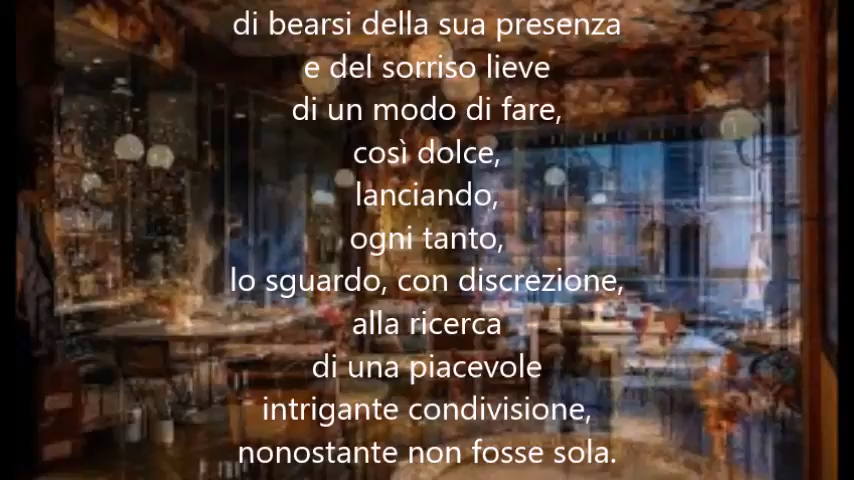 di bearsi della sua presenza
e del sorriso lieve
di un modo di fare,
così dolce,
lanciando,
ogni tanto,
lo sguardo, con discrezione,
alla ricerca
di una piacevole
intrigante condivisione,
nonostante non fosse sola.